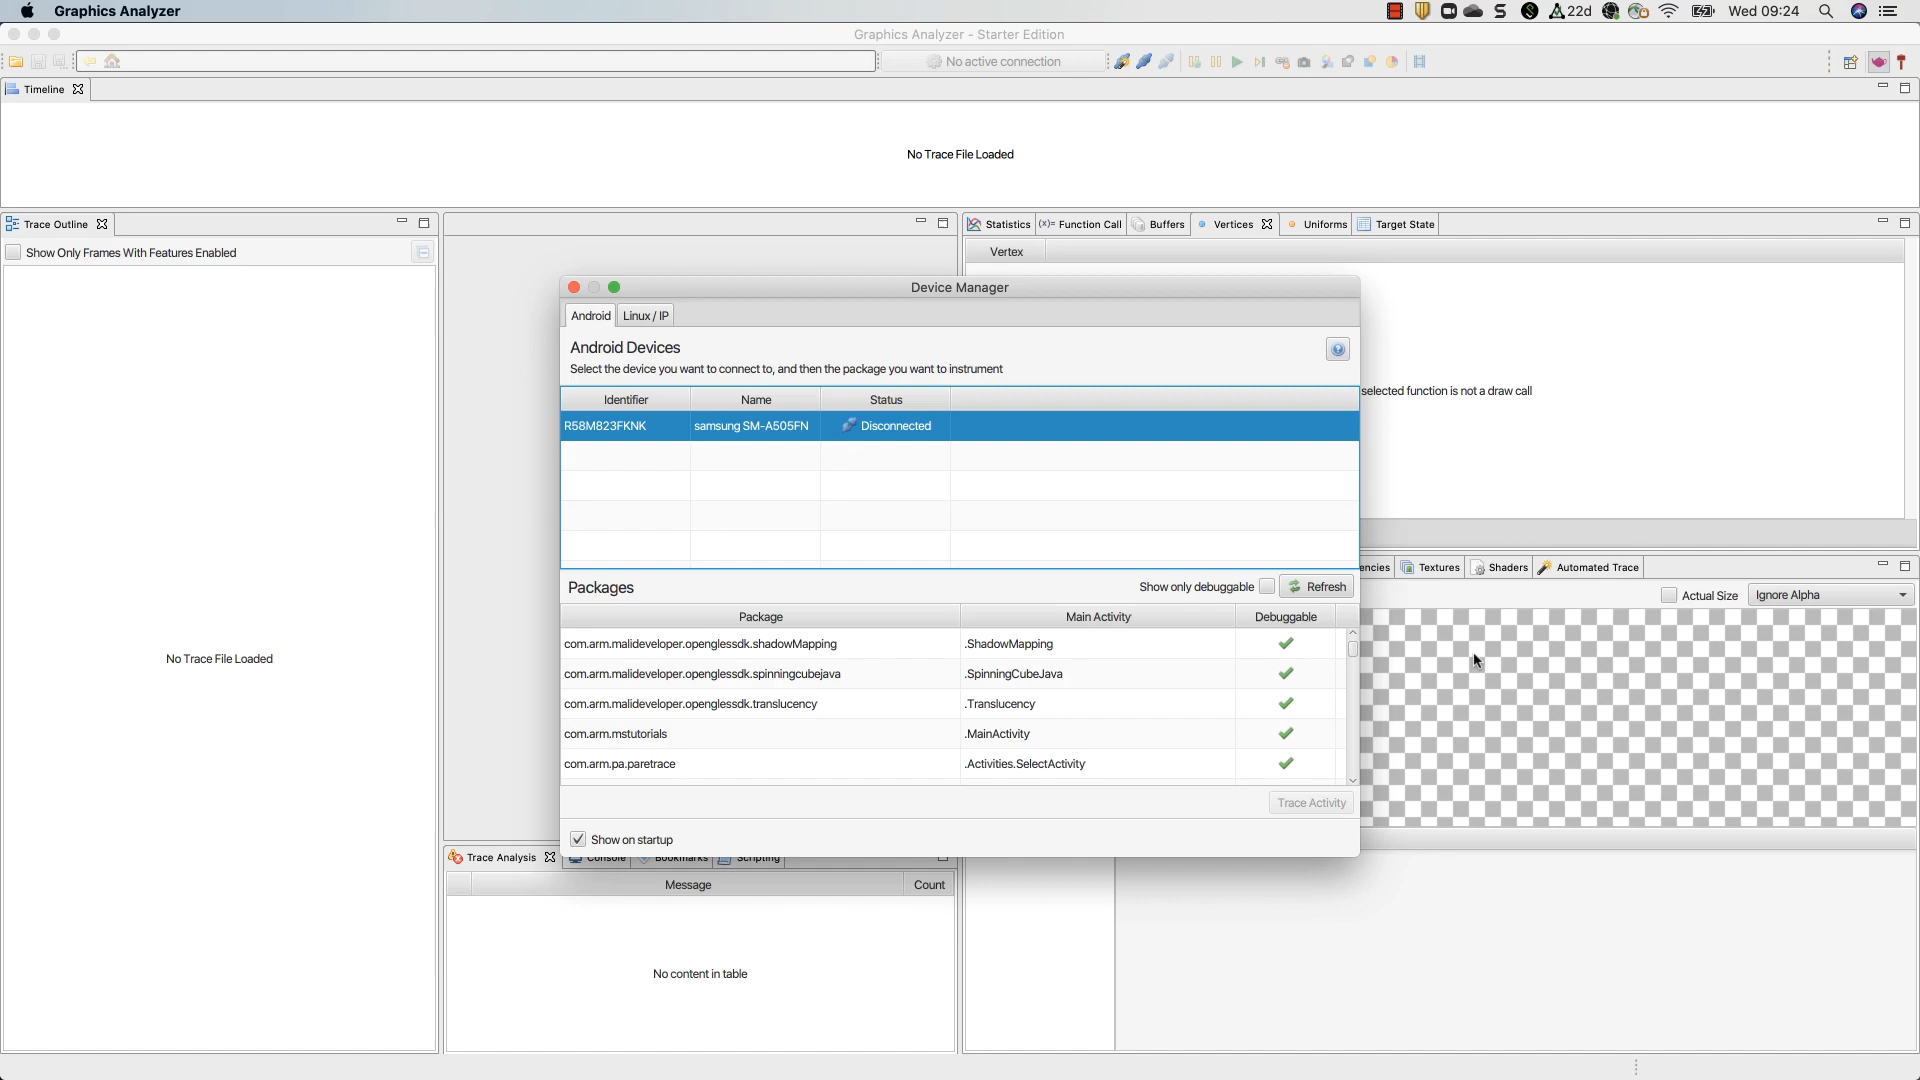 Graphics Analyzer
22d
Wed 09:24
Graphics Analyzer - Starter Edition
No active connection
Timeline
No Trace File Loaded
Trace Outline
Show Only Frames With Features Enabled
No Trace File Loaded
Statistics
Function Call
Buffers
Vertices
Uniforms
Target State
Vertex
selected function is not a draw call
Device Manager
Android
Linux / IP
Android Devices
Select the device you want to connect to, and then the package you want to instrument
Identifier
Name
Status
R58M823FKNK
samsung SM-A505FN
Disconnected
Packages
Show only debuggable
Refresh
Package
Main Activity
Debuggable
com.arm.malideveloper.openglessdk.shadowMapping
.ShadowMapping
com.arm.malideveloper.openglessdk.spinningcubejava
.SpinningCubeJava
com.arm.malideveloper.openglessdk.translucency
.Translucency
com.arm.mstutorials
.MainActivity
com.arm.pa.paretrace
.Activities.SelectActivity
Trace Activity
Show on startup
encies
Textures
Shaders
Automated Trace
Actual Size
Ignore Alpha
Trace Analysis
Console
Bookmarks
Scripting
Message
Count
No content in table